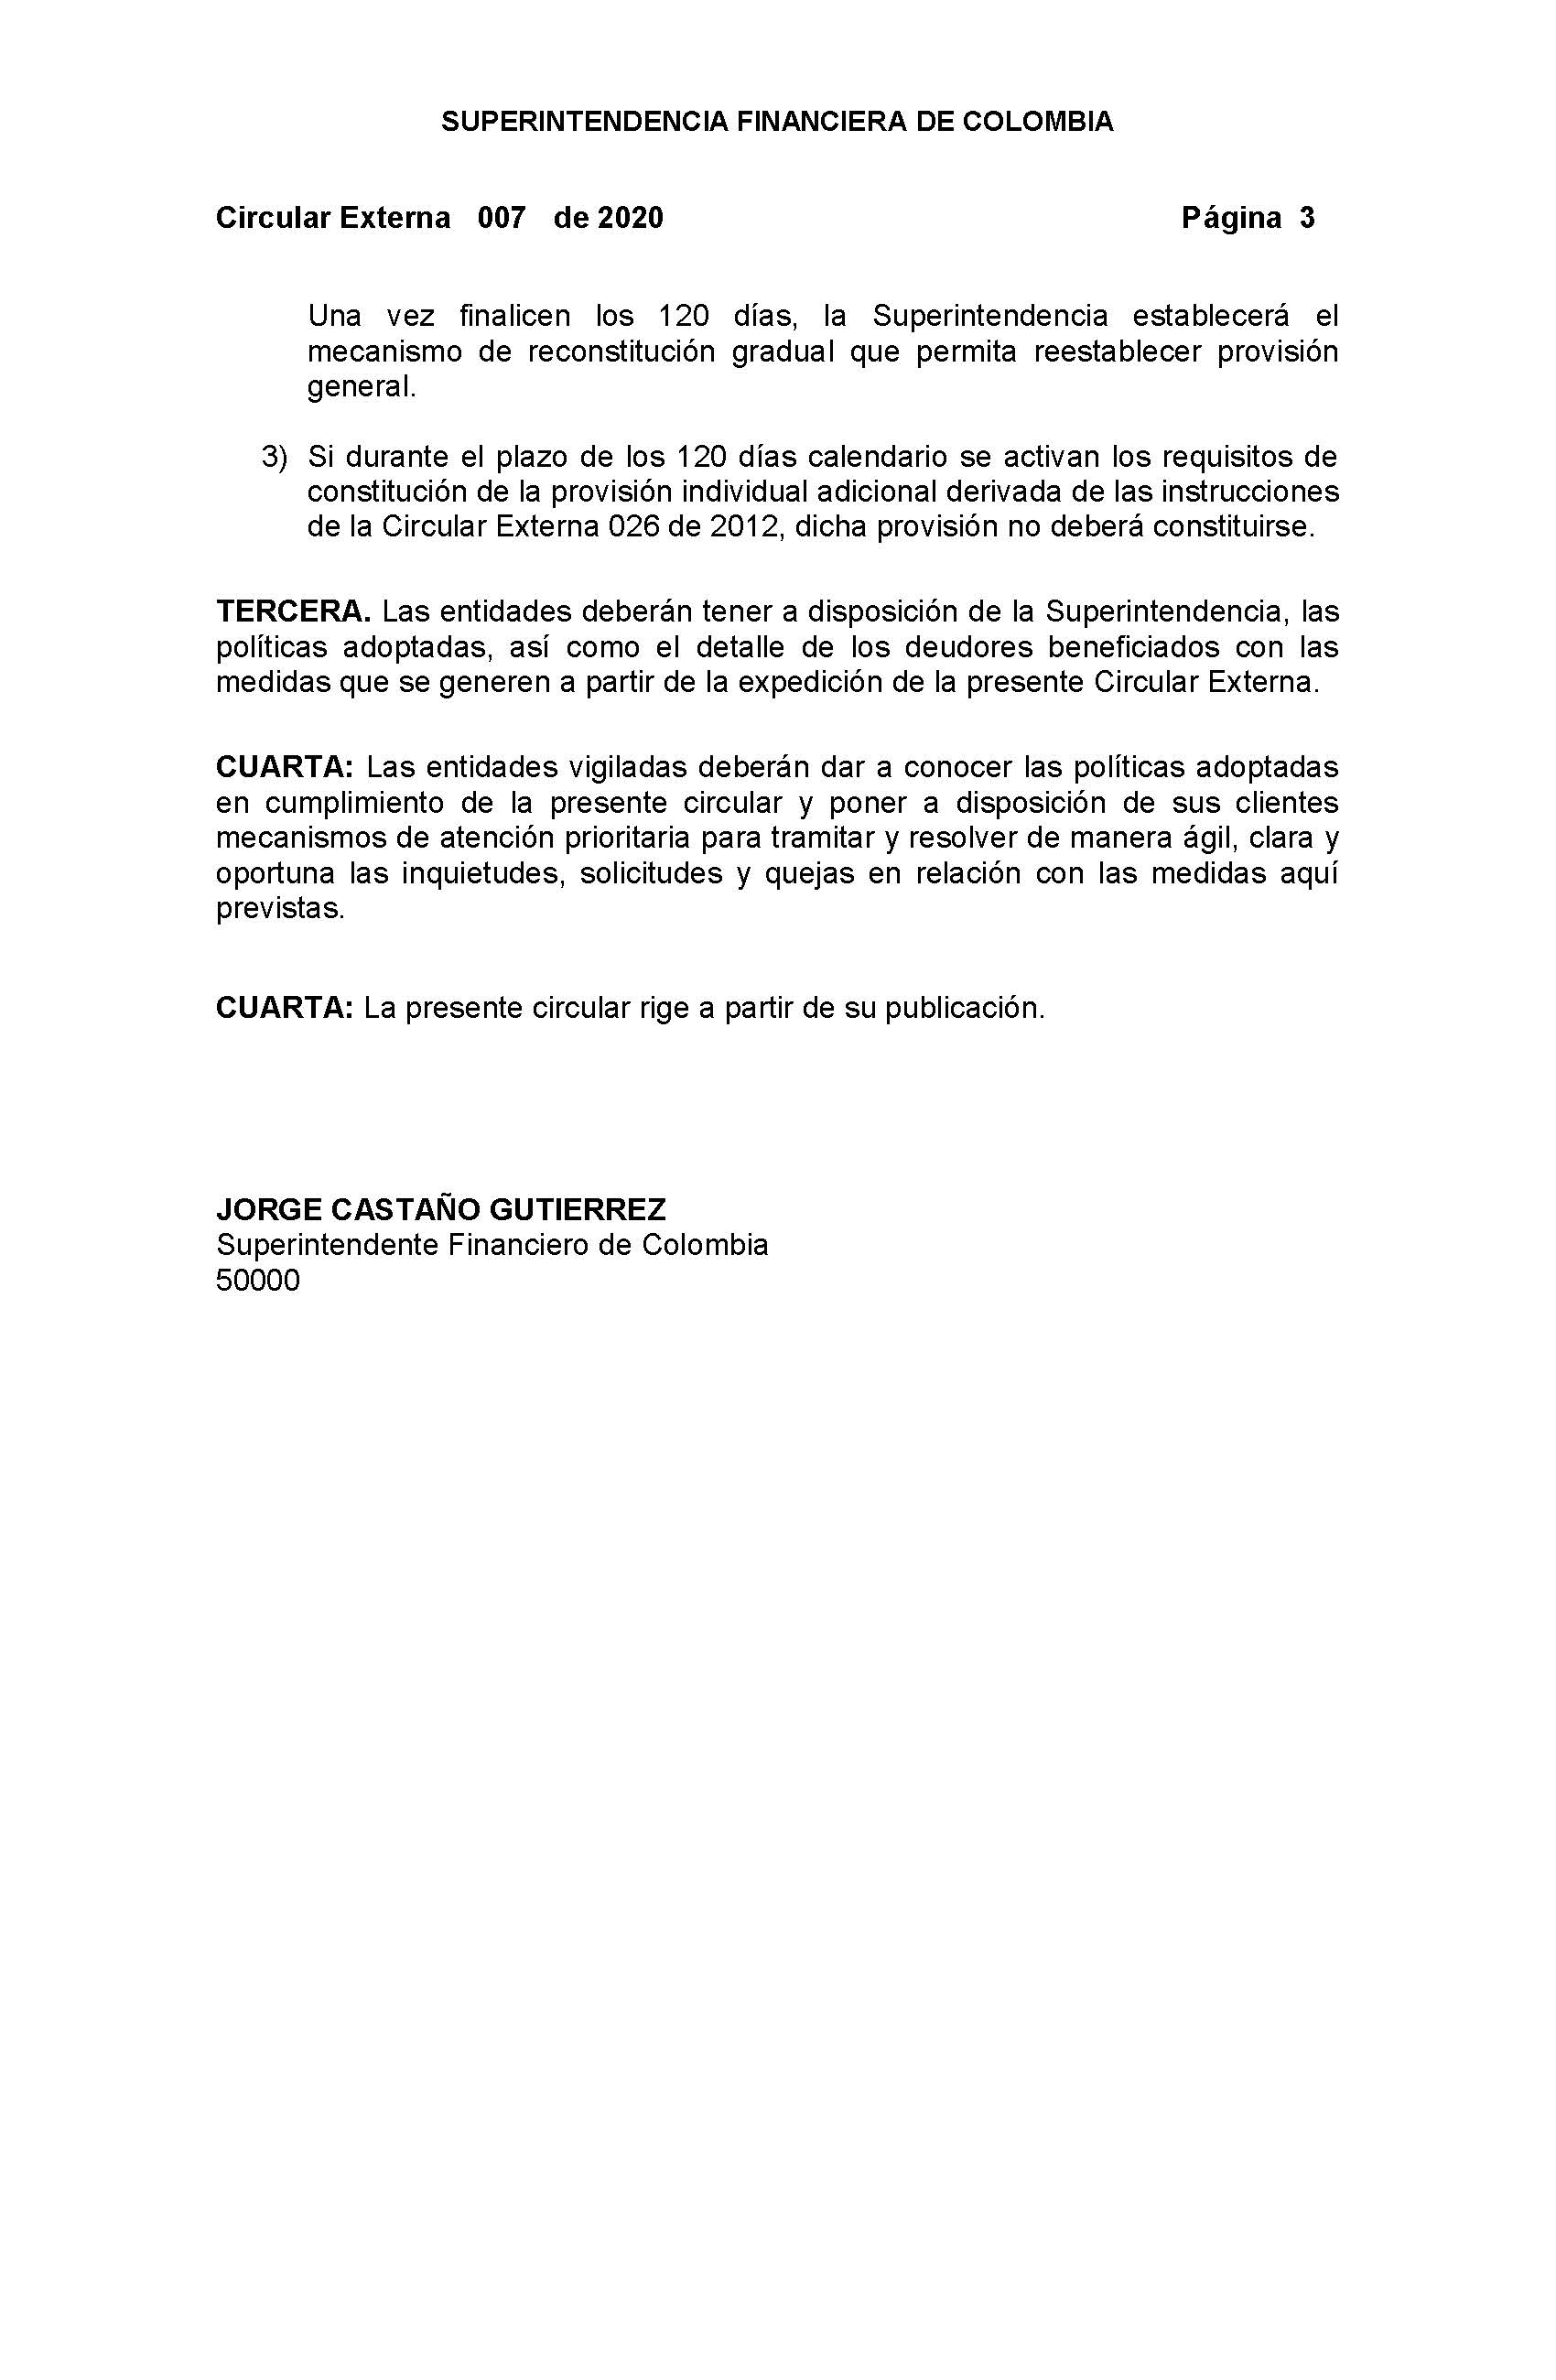 SUPERINTENDENCIA FINANCIERA DE COLOMBIA
Circular Externa 007 de 2020 Página 3
Una vez finalicen los 120 días, la Superintendencia establecerá el
mecanismo de reconstitución gradual que permita reestablecer provisión
general.
3) Si durante el plazo de los 120 días calendario se activan los requisitos de
constitución de la provisión individual adicional derivada de las instrucciones
de la Circular Externa 026 de 2012, dicha provisión no deberá constituirse.
TERCERA. Las entidades deberán tener a disposición de la Superintendencia, las
políticas adoptadas, así como el detalle de los deudores beneficiados con las
medidas que se generen a partir de la expedición de la presente Circular Externa.
CUARTA: Las entidades vigiladas deberán dar a conocer las políticas adoptadas
en cumplimiento de la presente circular y poner a disposición de sus clientes
mecanismos de atención prioritaria para tramitar y resolver de manera ágil, clara y
oportuna las inquietudes, solicitudes y quejas en relación con las medidas aquí
previstas.
CUARTA: La presente circular rige a partir de su publicación.
JORGE CASTAÑO GUTIERREZ
Superintendente Financiero de Colombia
50000